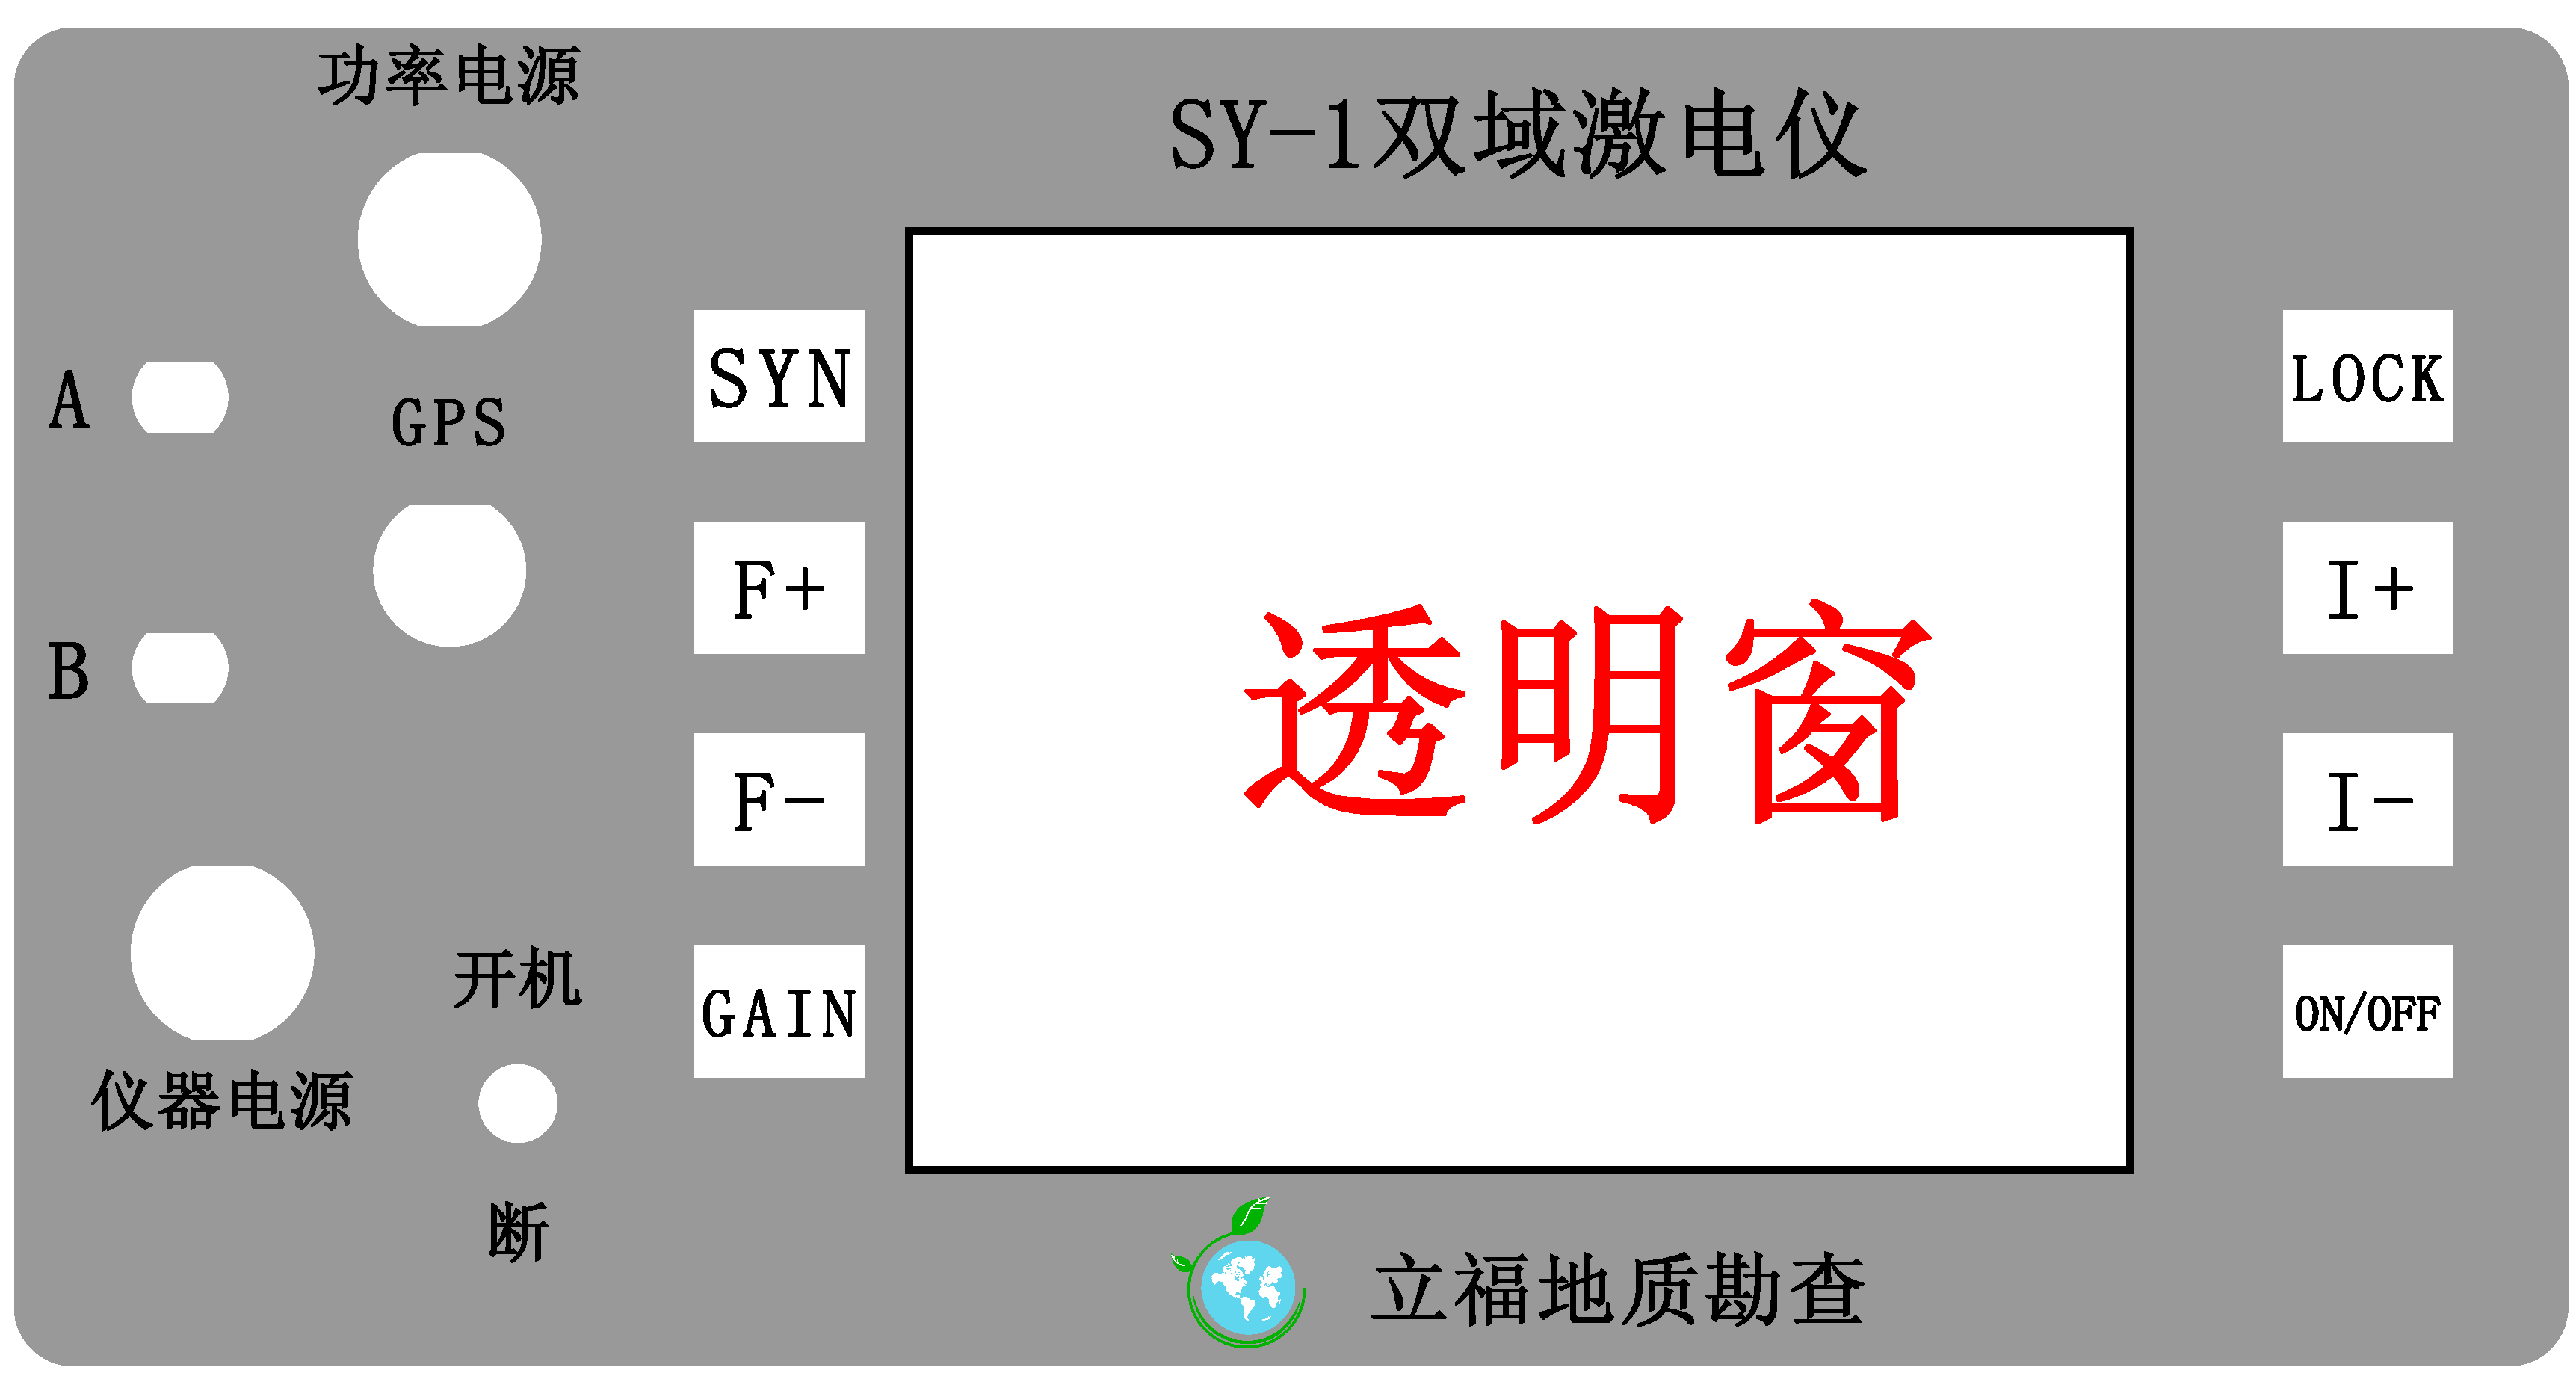 功率电源
SY-1双域激电仪
A
GPS
SYN
LOCK
F+
I+
B
透明窗
F-
I-
开机
GAIN
ON/OFF
仪器电源
断
立福地质勘查